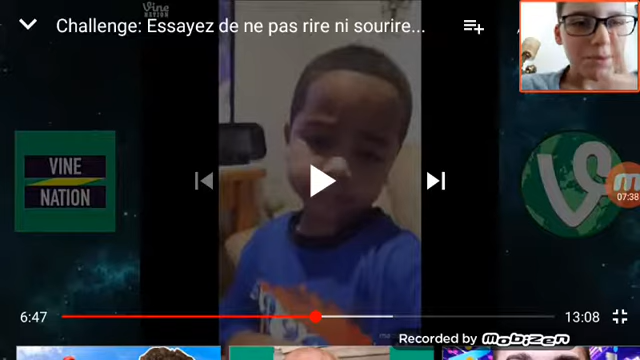 Vine
NATION
Challenge: Essayez de ne pas rire ni sourire...
VINE
NATION
07:38
6:47
13:08
Recorded by MOBIZEN